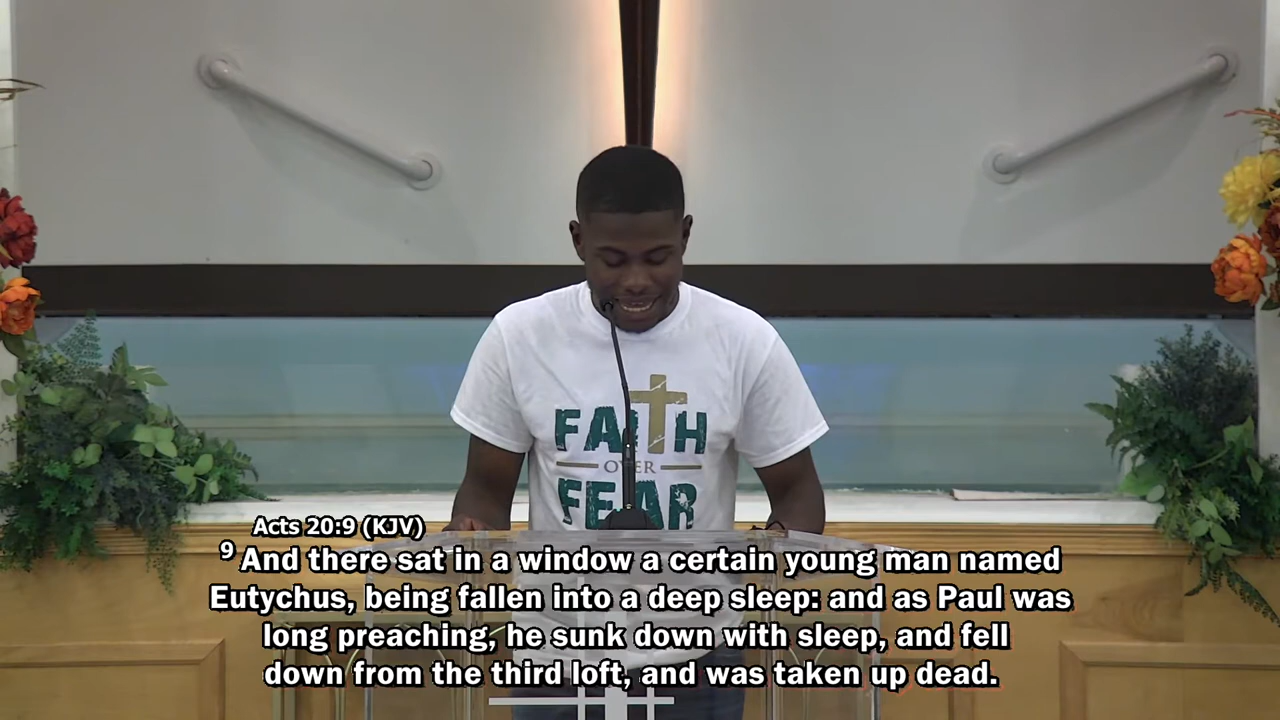 FAITH
OVER
FEAR
Acts 20:9 (KJV)
9 And there sat in a window a certain young man named
Eutychus, being fallen into a deep sleep: and as Paul was
long preaching, he sunk down with sleep, and fell
down from the third loft, and was taken up dead.